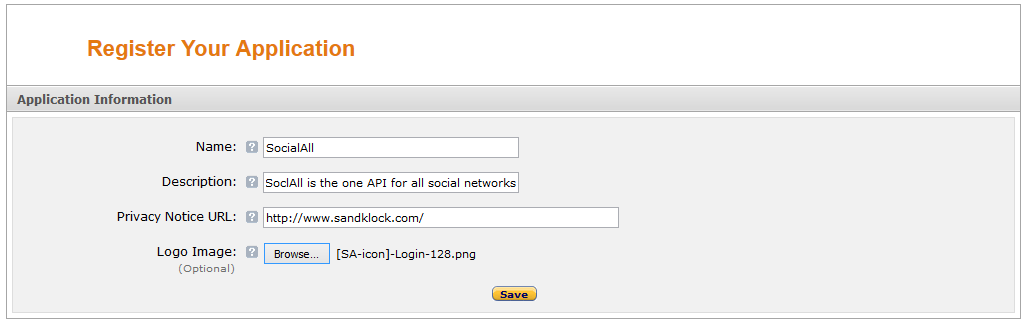 Register Your Application
Application Information
Name: ? SocialAll
Description: ? SoclAll is the one API for all social networks
Privacy Notice URL: ? http://www.sandklock.com/
Logo Image: ? Browse... [SA-icon]-Login-128.png
(Optional)
Save